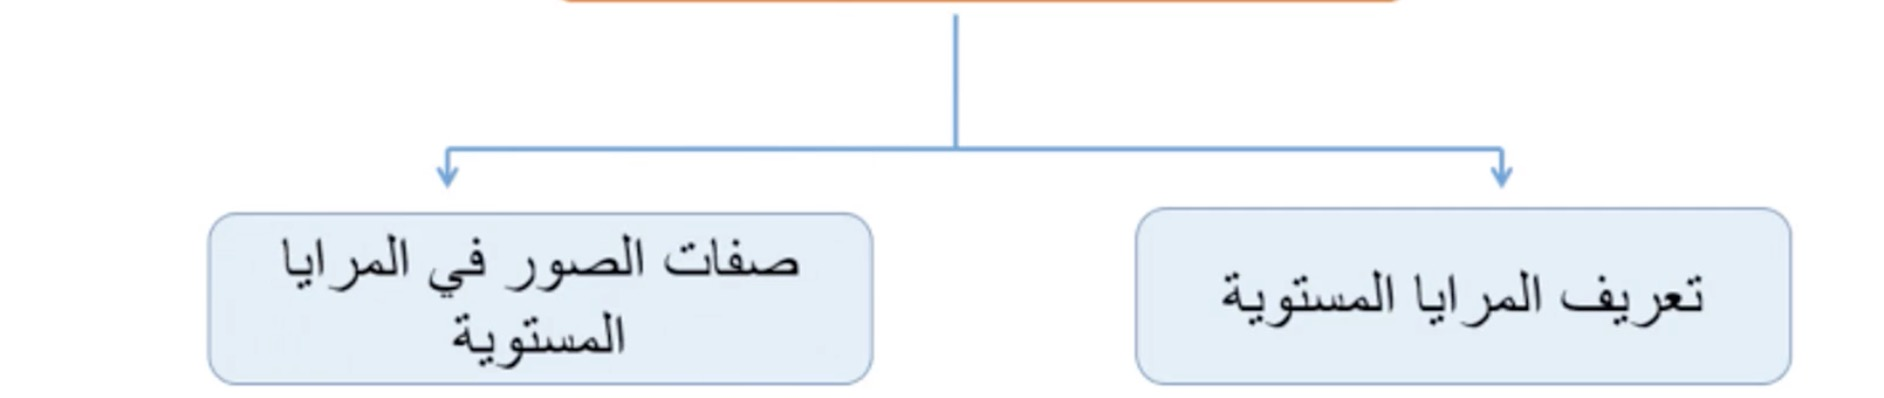 تعريف المرايا المستوية
صفات الصور في المرايا
المستوية